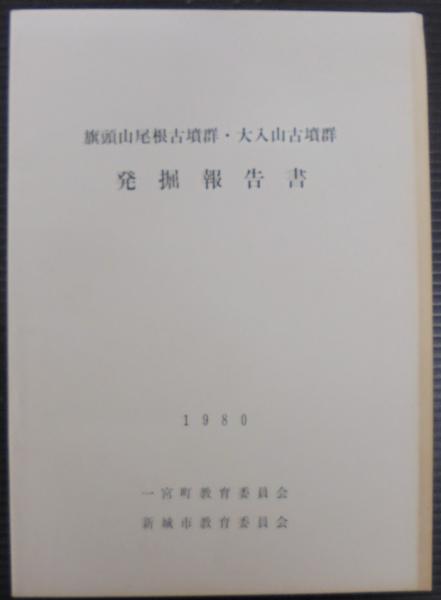 旗頭山尾根古墳群・大入山古墳群
発掘報告書
1980
一宮町教育委員会
新城市教育委員会